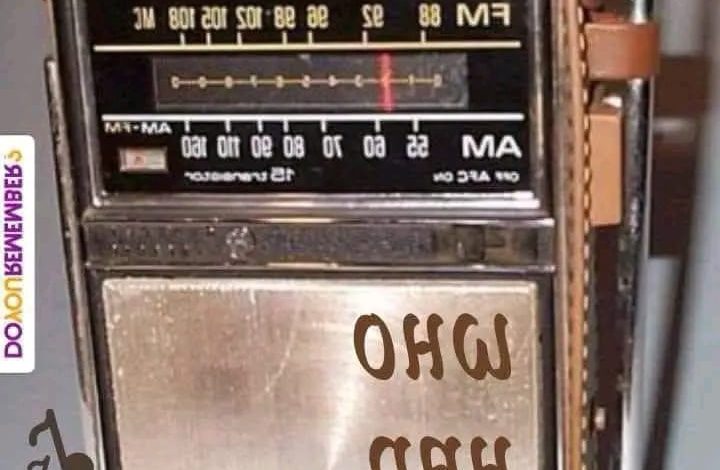 FM 88 92 96 98 102 105 108 MC
AM 55 60 70 80 90 110 160
AM-FM
OFF AFC ON 15 transistor
DOYOUREMEMBER?
WHO
HAD